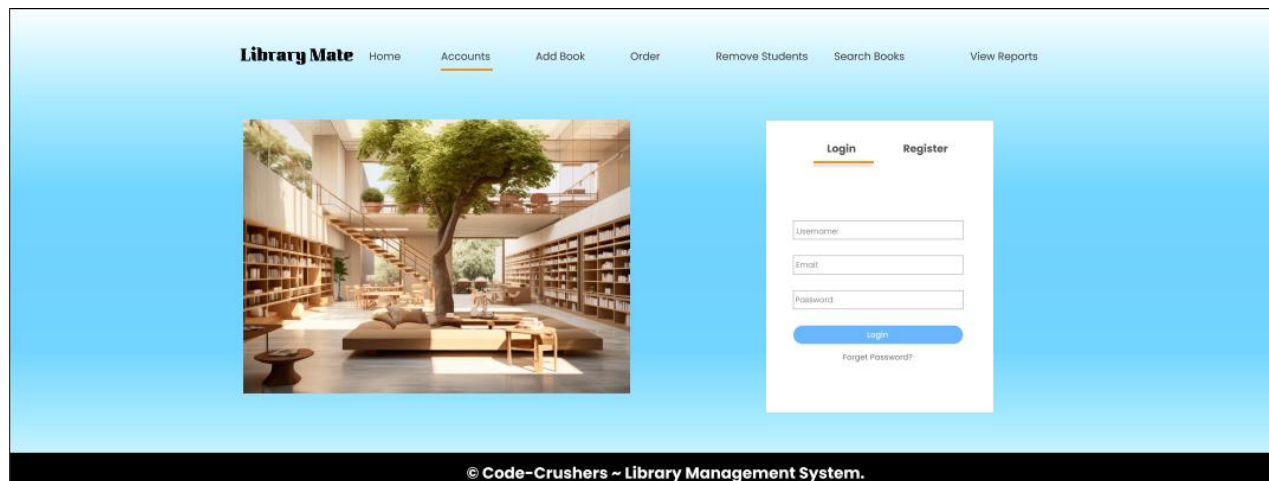 Library Mate Home Accounts Add Book Order Remove Students Search Books View Reports
Login Register
Username:
Email:
Password:
Login
Forget Password?
© Code-Crushers ~ Library Management System.